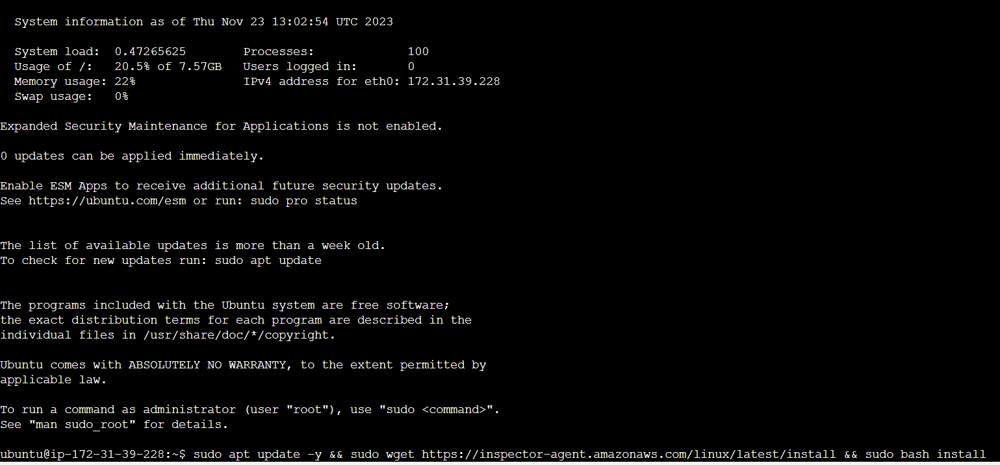 System information as of Thu Nov 23 13:02:54 UTC 2023
System load: 0.47265625 Processes: 100
Usage of /: 20.5% of 7.57GB Users logged in: 0
Memory usage: 22% IPv4 address for eth0: 172.31.39.228
Swap usage: 0%
Expanded Security Maintenance for Applications is not enabled.
0 updates can be applied immediately.
Enable ESM Apps to receive additional future security updates.
See https://ubuntu.com/esm or run: sudo pro status
The list of available updates is more than a week old.
To check for new updates run: sudo apt update
The programs included with the Ubuntu system are free software;
the exact distribution terms for each program are described in the
individual files in /usr/share/doc/*/copyright.
Ubuntu comes with ABSOLUTELY NO WARRANTY, to the extent permitted by
applicable law.
To run a command as administrator (user "root"), use "sudo <command>".
See "man sudo_root" for details.
ubuntu@ip-172-31-39-228:~$ sudo apt update -y && sudo wget https://inspector-agent.amazonaws.com/linux/latest/install && sudo bash install